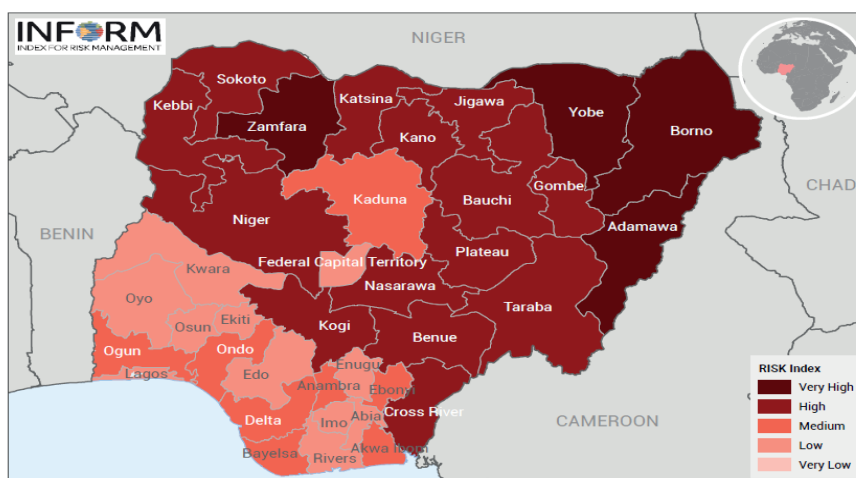 INFORM
INDEX FOR RISK MANAGEMENT
NIGER
Sokoto
Kebbi
Katsina
Jigawa
Yobe
Zamfara
Kano
Borno
Kaduna
Bauchi
Gombe
CHAD
Niger
Adamawa
BENIN
Plateau
Federal Capital Territory
Kwara
Nasarawa
Oyo
Taraba
Ekiti
Osun
Kogi
Benue
Ogun
Ondo
Enugu
Lagos
Edo
Anambra
Ebonyi
Cross River
Abia
Delta
Imo
CAMEROON
Akwa Ibom
Bayelsa
Rivers
RISK Index
Very High
High
Medium
Low
Very Low